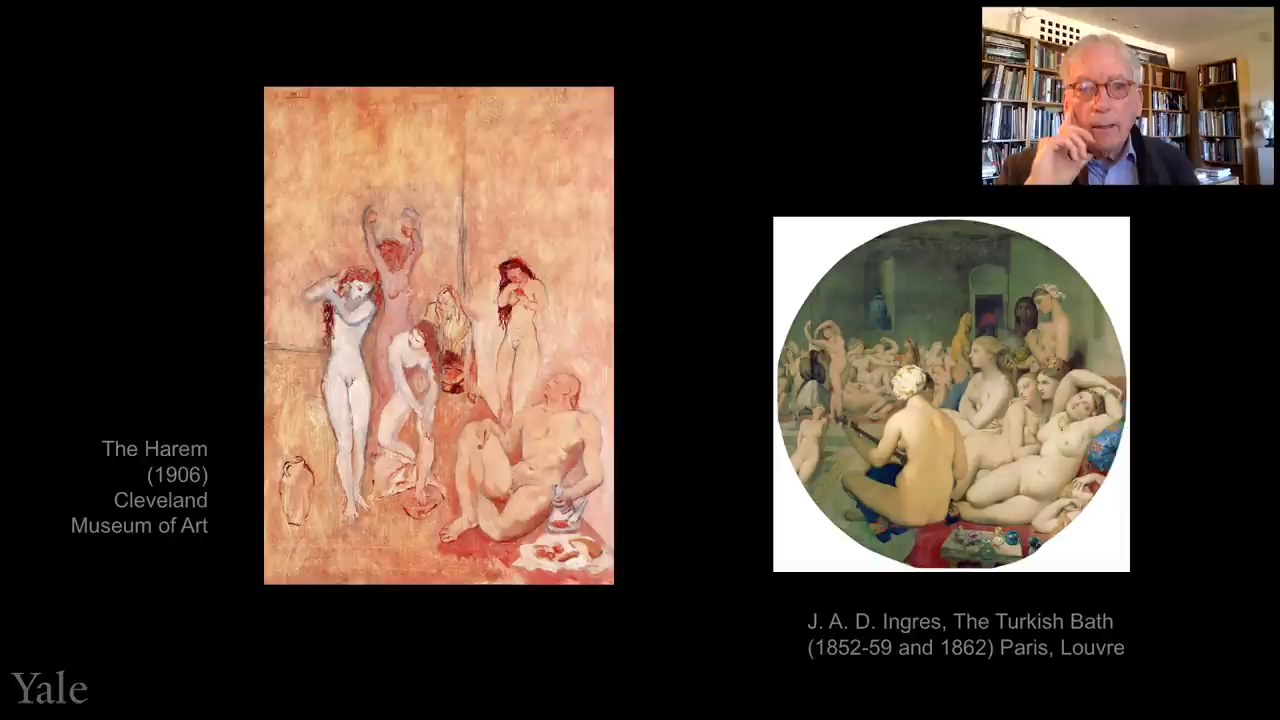 The Harem
(1906)
Cleveland
Museum of Art
J. A. D. Ingres, The Turkish Bath
(1852-59 and 1862) Paris, Louvre
Yale